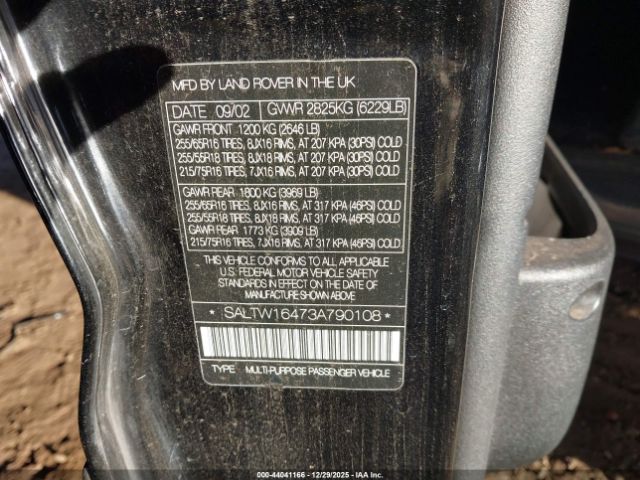 MFD BY LAND ROVER IN THE UK
DATE 09/02 GVWR 2825KG (6229LB)
GAWR FRONT 1200 KG (2646 LB)
255/65R16 TIRES, 8JX16 RIMS, AT 207 KPA (30PSI) COLD
255/55R18 TIRES, 8JX18 RIMS, AT 207 KPA (30PSI) COLD
215/75R16 TIRES, 7JX16 RIMS, AT 207 KPA (30PSI) COLD
GAWR REAR 1800 KG (3969 LB)
255/65R16 TIRES, 8JX16 RIMS, AT 317 KPA (46PSI) COLD
255/55R18 TIRES, 8JX18 RIMS, AT 317 KPA (46PSI) COLD
GAWR REAR 1773 KG (3909 LB)
215/75R16 TIRES, 7JX16 RIMS, AT 317 KPA (46PSI) COLD
THIS VEHICLE CONFORMS TO ALL APPLICABLE
U.S. FEDERAL MOTOR VEHICLE SAFETY
STANDARDS IN EFFECT ON THE DATE OF
MANUFACTURE SHOWN ABOVE
* SALTW16473A790108 *
TYPE MULTI-PURPOSE PASSENGER VEHICLE
000-44041166 - 12/29/2025 - IAA Inc.